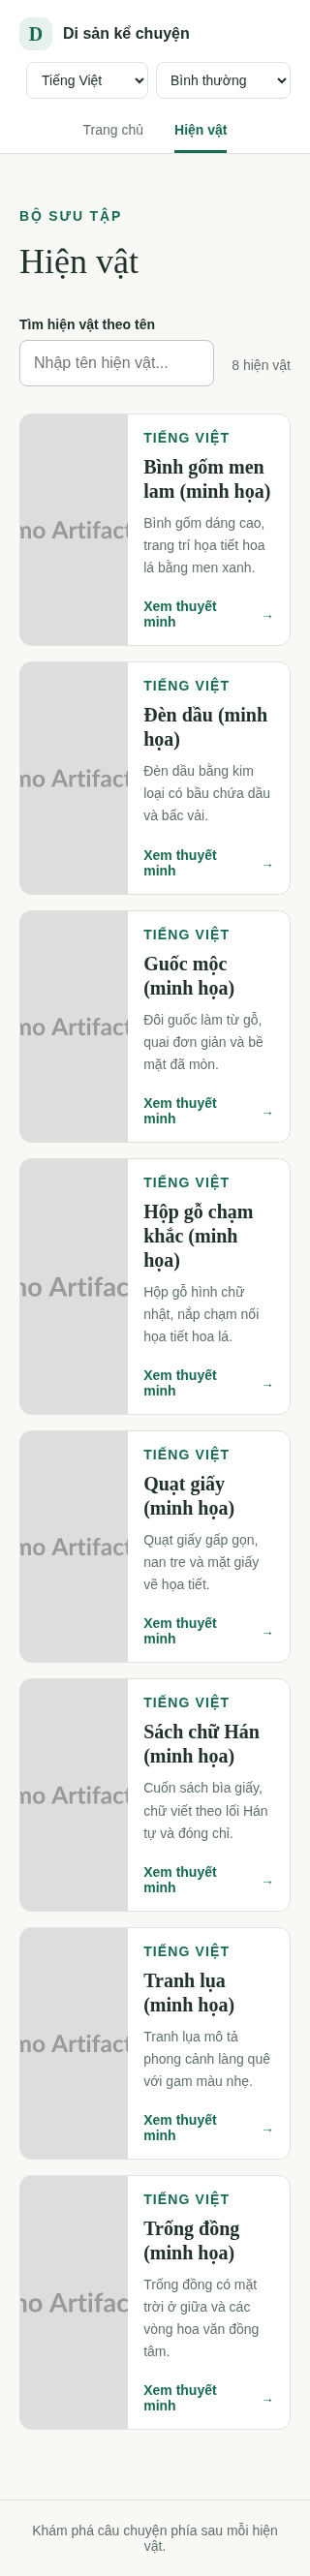 D Di sản kể chuyện
Tiếng Việt Bình thường
Trang chủ Hiện vật
BỘ SƯU TẬP
Hiện vật
Tìm hiện vật theo tên
Nhập tên hiện vật... 8 hiện vật
TIẾNG VIỆT
Bình gốm men
lam (minh họa)
Bình gốm dáng cao,
trang trí họa tiết hoa
lá bằng men xanh.
Xem thuyết
minh →
mo Artifact
TIẾNG VIỆT
Đèn dầu (minh
họa)
Đèn dầu bằng kim
loại có bầu chứa dầu
và bấc vải.
Xem thuyết
minh →
mo Artifact
TIẾNG VIỆT
Guốc mộc
(minh họa)
Đôi guốc làm từ gỗ,
quai đơn giản và bề
mặt đã mòn.
Xem thuyết
minh →
mo Artifact
TIẾNG VIỆT
Hộp gỗ chạm
khắc (minh
họa)
Hộp gỗ hình chữ
nhật, nắp chạm nổi
họa tiết hoa lá.
Xem thuyết
minh →
no Artifac
TIẾNG VIỆT
Quạt giấy
(minh họa)
Quạt giấy gấp gọn,
nan tre và mặt giấy
vẽ họa tiết.
Xem thuyết
minh →
mo Artifact
TIẾNG VIỆT
Sách chữ Hán
(minh họa)
Cuốn sách bìa giấy,
chữ viết theo lối Hán
tự và đóng chỉ.
Xem thuyết
minh →
mo Artifact
TIẾNG VIỆT
Tranh lụa
(minh họa)
Tranh lụa mô tả
phong cảnh làng quê
với gam màu nhẹ.
Xem thuyết
minh →
mo Artifact
TIẾNG VIỆT
Trống đồng
(minh họa)
Trống đồng có mặt
trời ở giữa và các
vòng hoa văn đồng
tâm.
Xem thuyết
minh →
no Artifac
Khám phá câu chuyện phía sau mỗi hiện
vật.